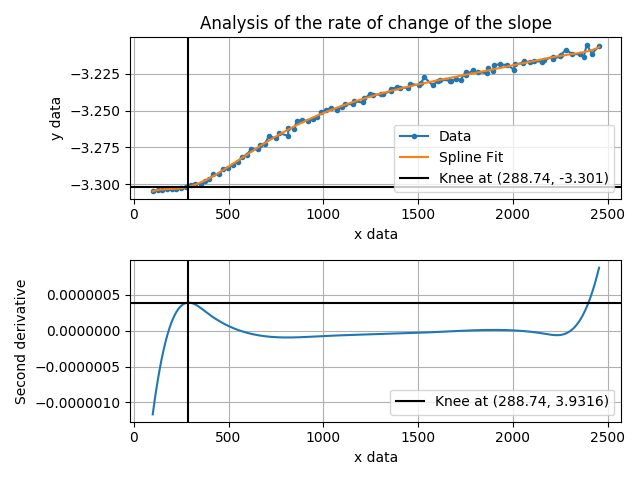 Analysis of the rate of change of the slope
y data
−3.225
−3.250
−3.275
−3.300
Data
Spline Fit
Knee at (288.74, -3.301)
0
500
1000
1500
2000
2500
x data
Second derivative
0.0000005
0.0000000
−0.0000005
−0.0000010
Knee at (288.74, 3.9316)
0
500
1000
1500
2000
2500
x data